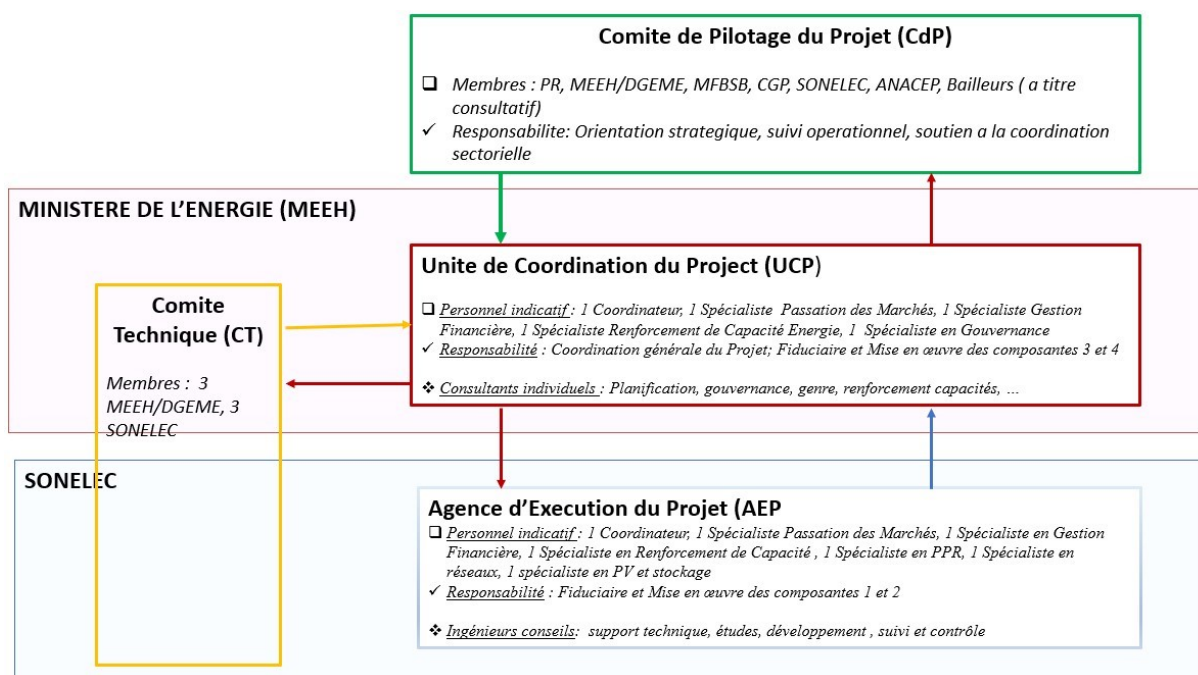 Comite de Pilotage du Projet (CdP)
❑ Membres : PR, MEEH/DGEME, MFBSB, CGP, SONELEC, ANACEP, Bailleurs ( a titre
consultatif)
✓ Responsabilite: Orientation strategique, suivi operationnel, soutien a la coordination
sectorielle
MINISTERE DE L’ENERGIE (MEEH)
Unite de Coordination du Project (UCP)
❑ Personnel indicatif : 1 Coordinateur, 1 Spécialiste Passation des Marchés, 1 Spécialiste Gestion
Financière, 1 Spécialiste Renforcement de Capacité Energie, 1 Spécialiste en Gouvernance
✓ Responsabilité : Coordination générale du Projet; Fiduciaire et Mise en œuvre des composantes 3 et 4
❖ Consultants individuels : Planification, gouvernance, genre, renforcement capacités, …
Comite
Technique (CT)
Membres : 3
MEEH/DGEME, 3
SONELEC
SONELEC
Agence d’Execution du Projet (AEP
❑ Personnel indicatif : 1 Coordinateur, 1 Spécialiste Passation des Marchés, 1 Spécialiste en Gestion
Financière, 1 Spécialiste en Renforcement de Capacité , 1 Spécialiste en PPR, 1 Spécialiste en
réseaux, 1 spécialiste en PV et stockage
✓ Responsabilité : Fiduciaire et Mise en œuvre des composantes 1 et 2
❖ Ingénieurs conseils: support technique, études, développement , suivi et contrôle